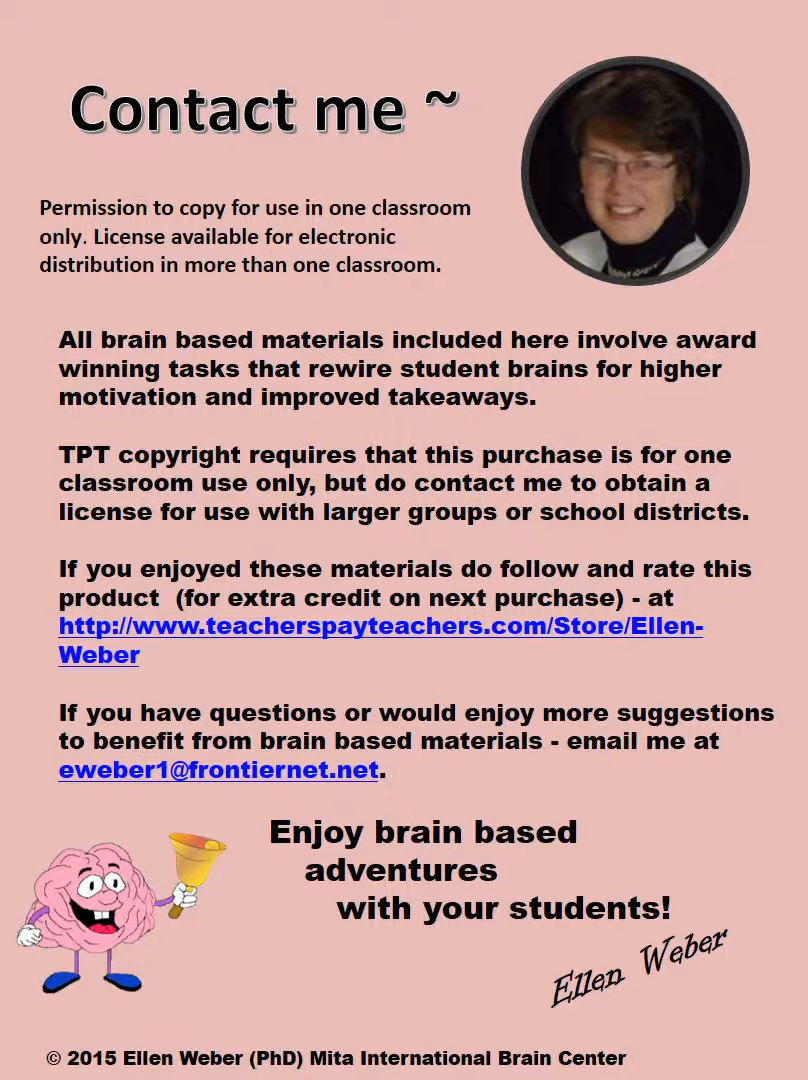 Contact me ~
Permission to copy for use in one classroom
only. License available for electronic
distribution in more than one classroom.
All brain based materials included here involve award
winning tasks that rewire student brains for higher
motivation and improved takeaways.
TPT copyright requires that this purchase is for one
classroom use only, but do contact me to obtain a
license for use with larger groups or school districts.
If you enjoyed these materials do follow and rate this
product  (for extra credit on next purchase) - at
http://www.teacherspayteachers.com/Store/Ellen-
Weber
If you have questions or would enjoy more suggestions
to benefit from brain based materials - email me at
eweber1@frontiernet.net.
Enjoy brain based
adventures
with your students!
Ellen Weber
© 2015 Ellen Weber (PhD) Mita International Brain Center